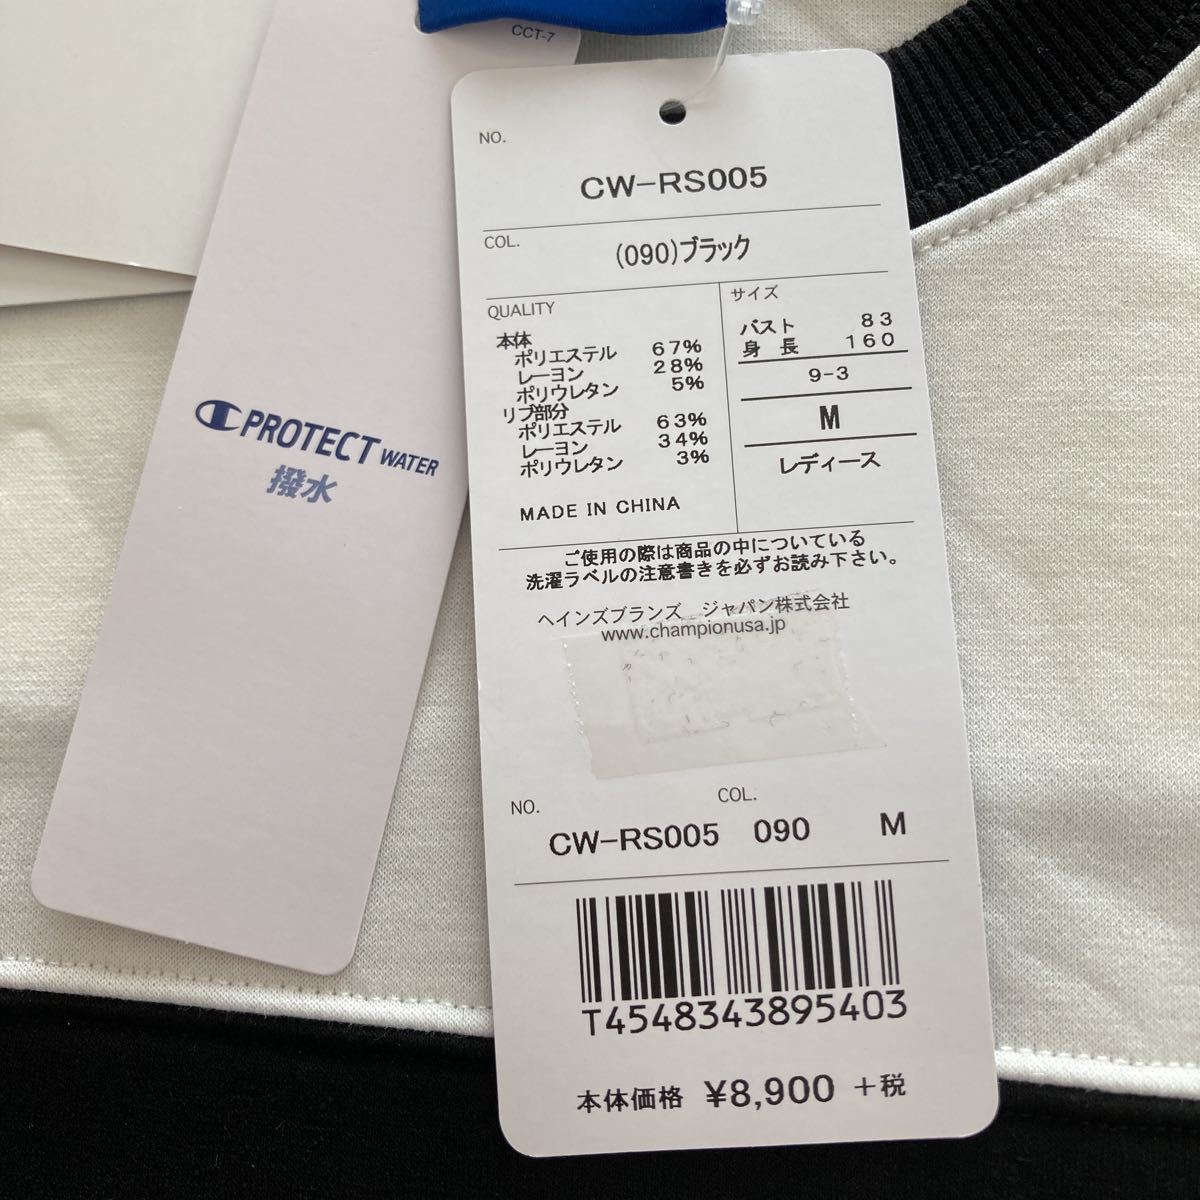 CCT-7
PROTECT WATER
撥水
NO.
CW-RS005
COL.
(090)ブラック
QUALITY
本体
ポリエステル 67%
レーヨン 28%
ポリウレタン 5%
リブ部分
ポリエステル 63%
レーヨン 34%
ポリウレタン 3%
MADE IN CHINA
サイズ
バスト 83
身 長 160
9-3
M
レディース
ご使用の際は商品の中についている
洗濯ラベルの注意書きを必ずお読み下さい。
ヘインズブランズ ジャパン株式会社
www.championusa.jp
NO. COL.
CW-RS005 090 M
T4548343895403
本体価格 ¥8,900 +税